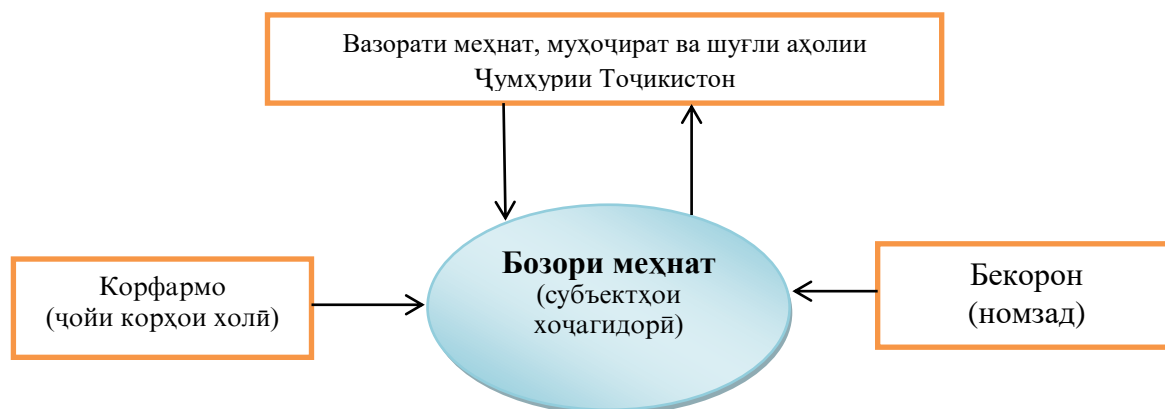 Вазорати меҳнат, муҳоҷират ва шуғли аҳолии
Ҷумҳурии Тоҷикистон
Корфармо
(ҷойи корҳои холӣ)
Бозори меҳнат
(субъектҳои
хоҷагидорӣ)
Бекорон
(номзад)